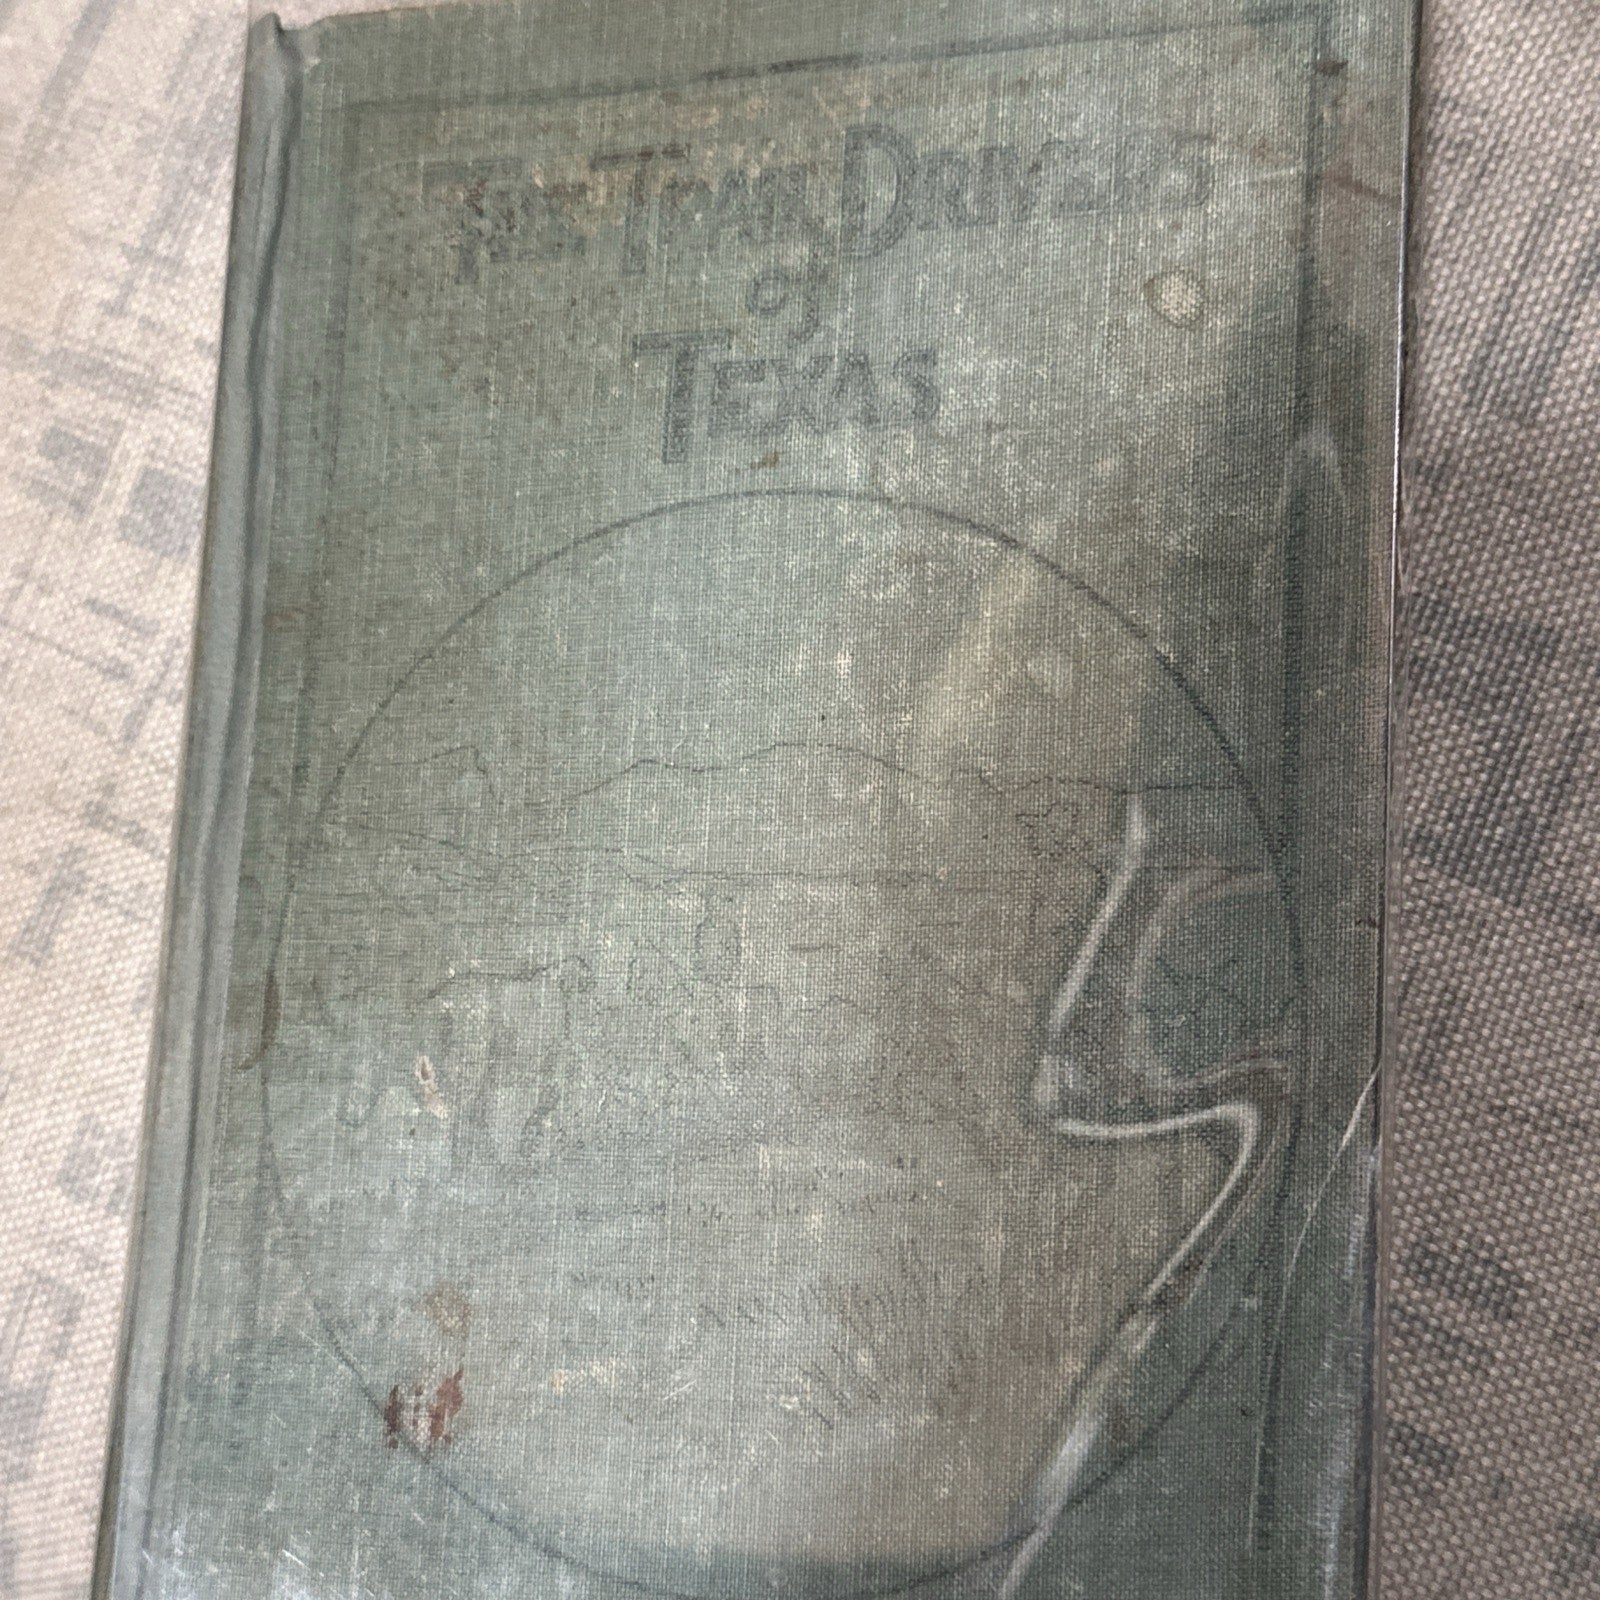 THE TRAIL DRIVERS
of
TEXAS